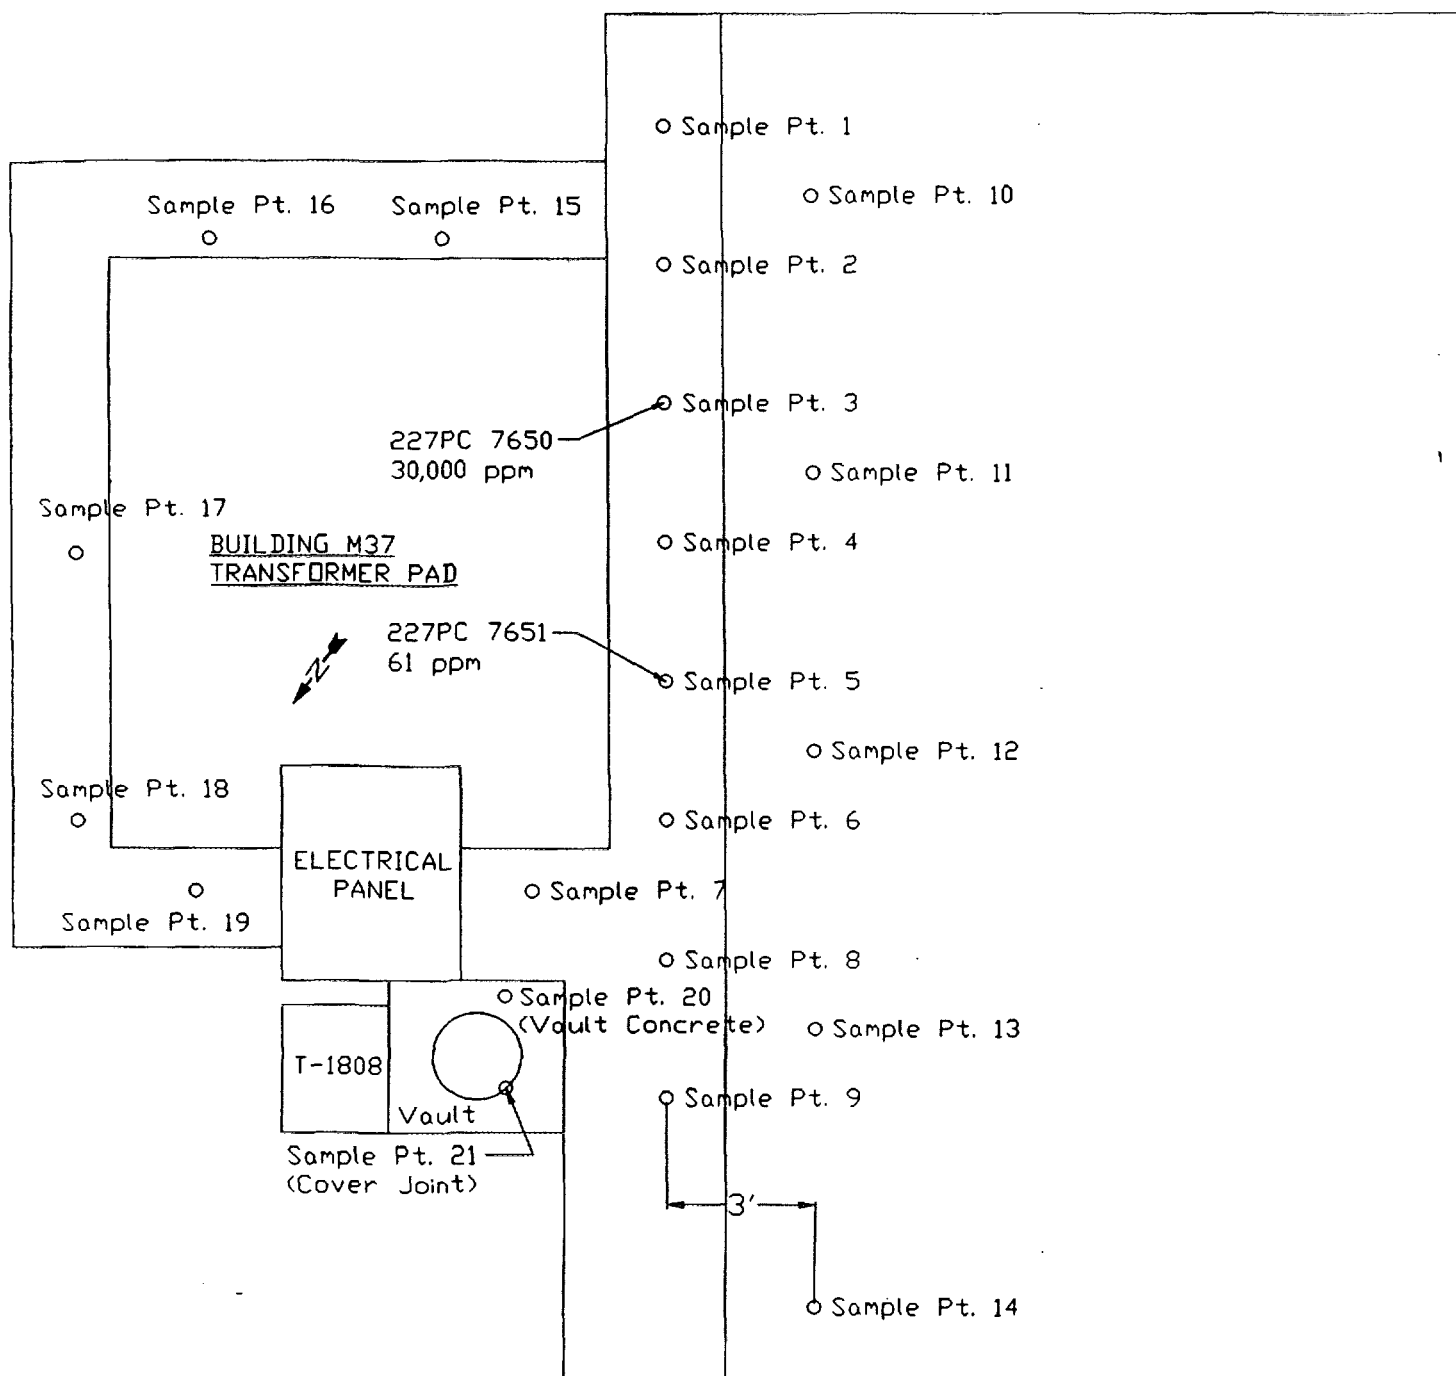 Sample Pt. 1
Sample Pt. 10
Sample Pt. 16
Sample Pt. 15
Sample Pt. 2
Sample Pt. 3
227PC 7650
30,000 ppm
Sample Pt. 11
Sample Pt. 17
BUILDING M37
TRANSFORMER PAD
Sample Pt. 4
N
227PC 7651
61 ppm
Sample Pt. 5
Sample Pt. 12
Sample Pt. 18
Sample Pt. 6
ELECTRICAL
PANEL
Sample Pt. 7
Sample Pt. 19
Sample Pt. 8
Sample Pt. 20
(Vault Concrete)
Sample Pt. 13
T-1808
Vault
Sample Pt. 9
Sample Pt. 21
(Cover Joint)
3'
Sample Pt. 14